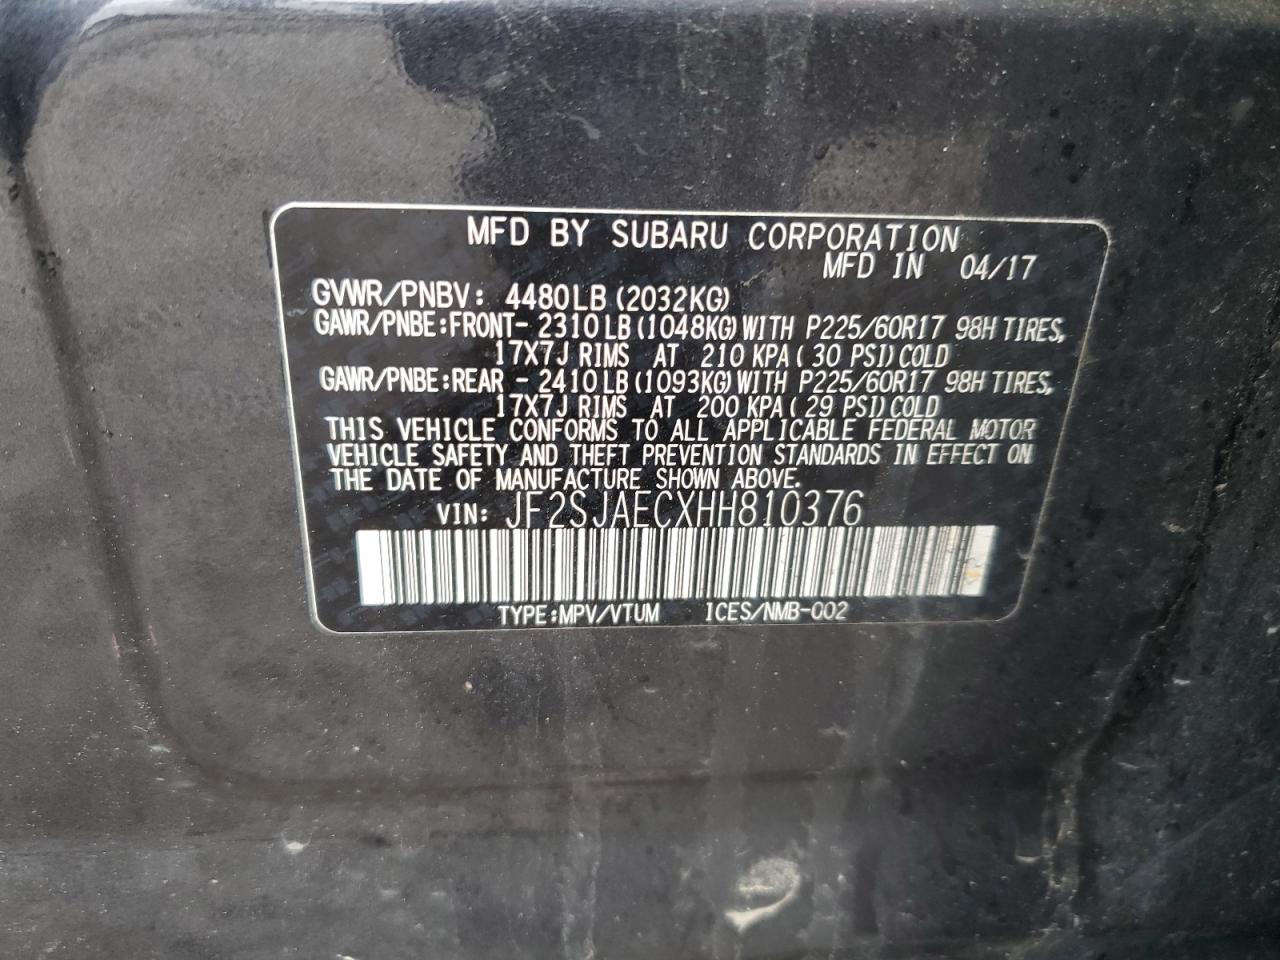 MFD BY SUBARU CORPORATION
MFD IN 04/17
GVWR/PNBV: 4480LB (2032KG)
GAWR/PNBE:FRONT- 2310LB (1048KG) WITH P225/60R17 98H TIRES,
17X7J RIMS AT 210 KPA ( 30 PSI) COLD
GAWR/PNBE:REAR - 2410LB (1093KG) WITH P225/60R17 98H TIRES,
17X7J RIMS AT 200 KPA ( 29 PSI) COLD
THIS VEHICLE CONFORMS TO ALL APPLICABLE FEDERAL MOTOR
VEHICLE SAFETY AND THEFT PREVENTION STANDARDS IN EFFECT ON
THE DATE OF MANUFACTURE SHOWN ABOVE.
VIN: JF2SJAECXHH810376
TYPE:MPV/VTUM ICES/NMB-002